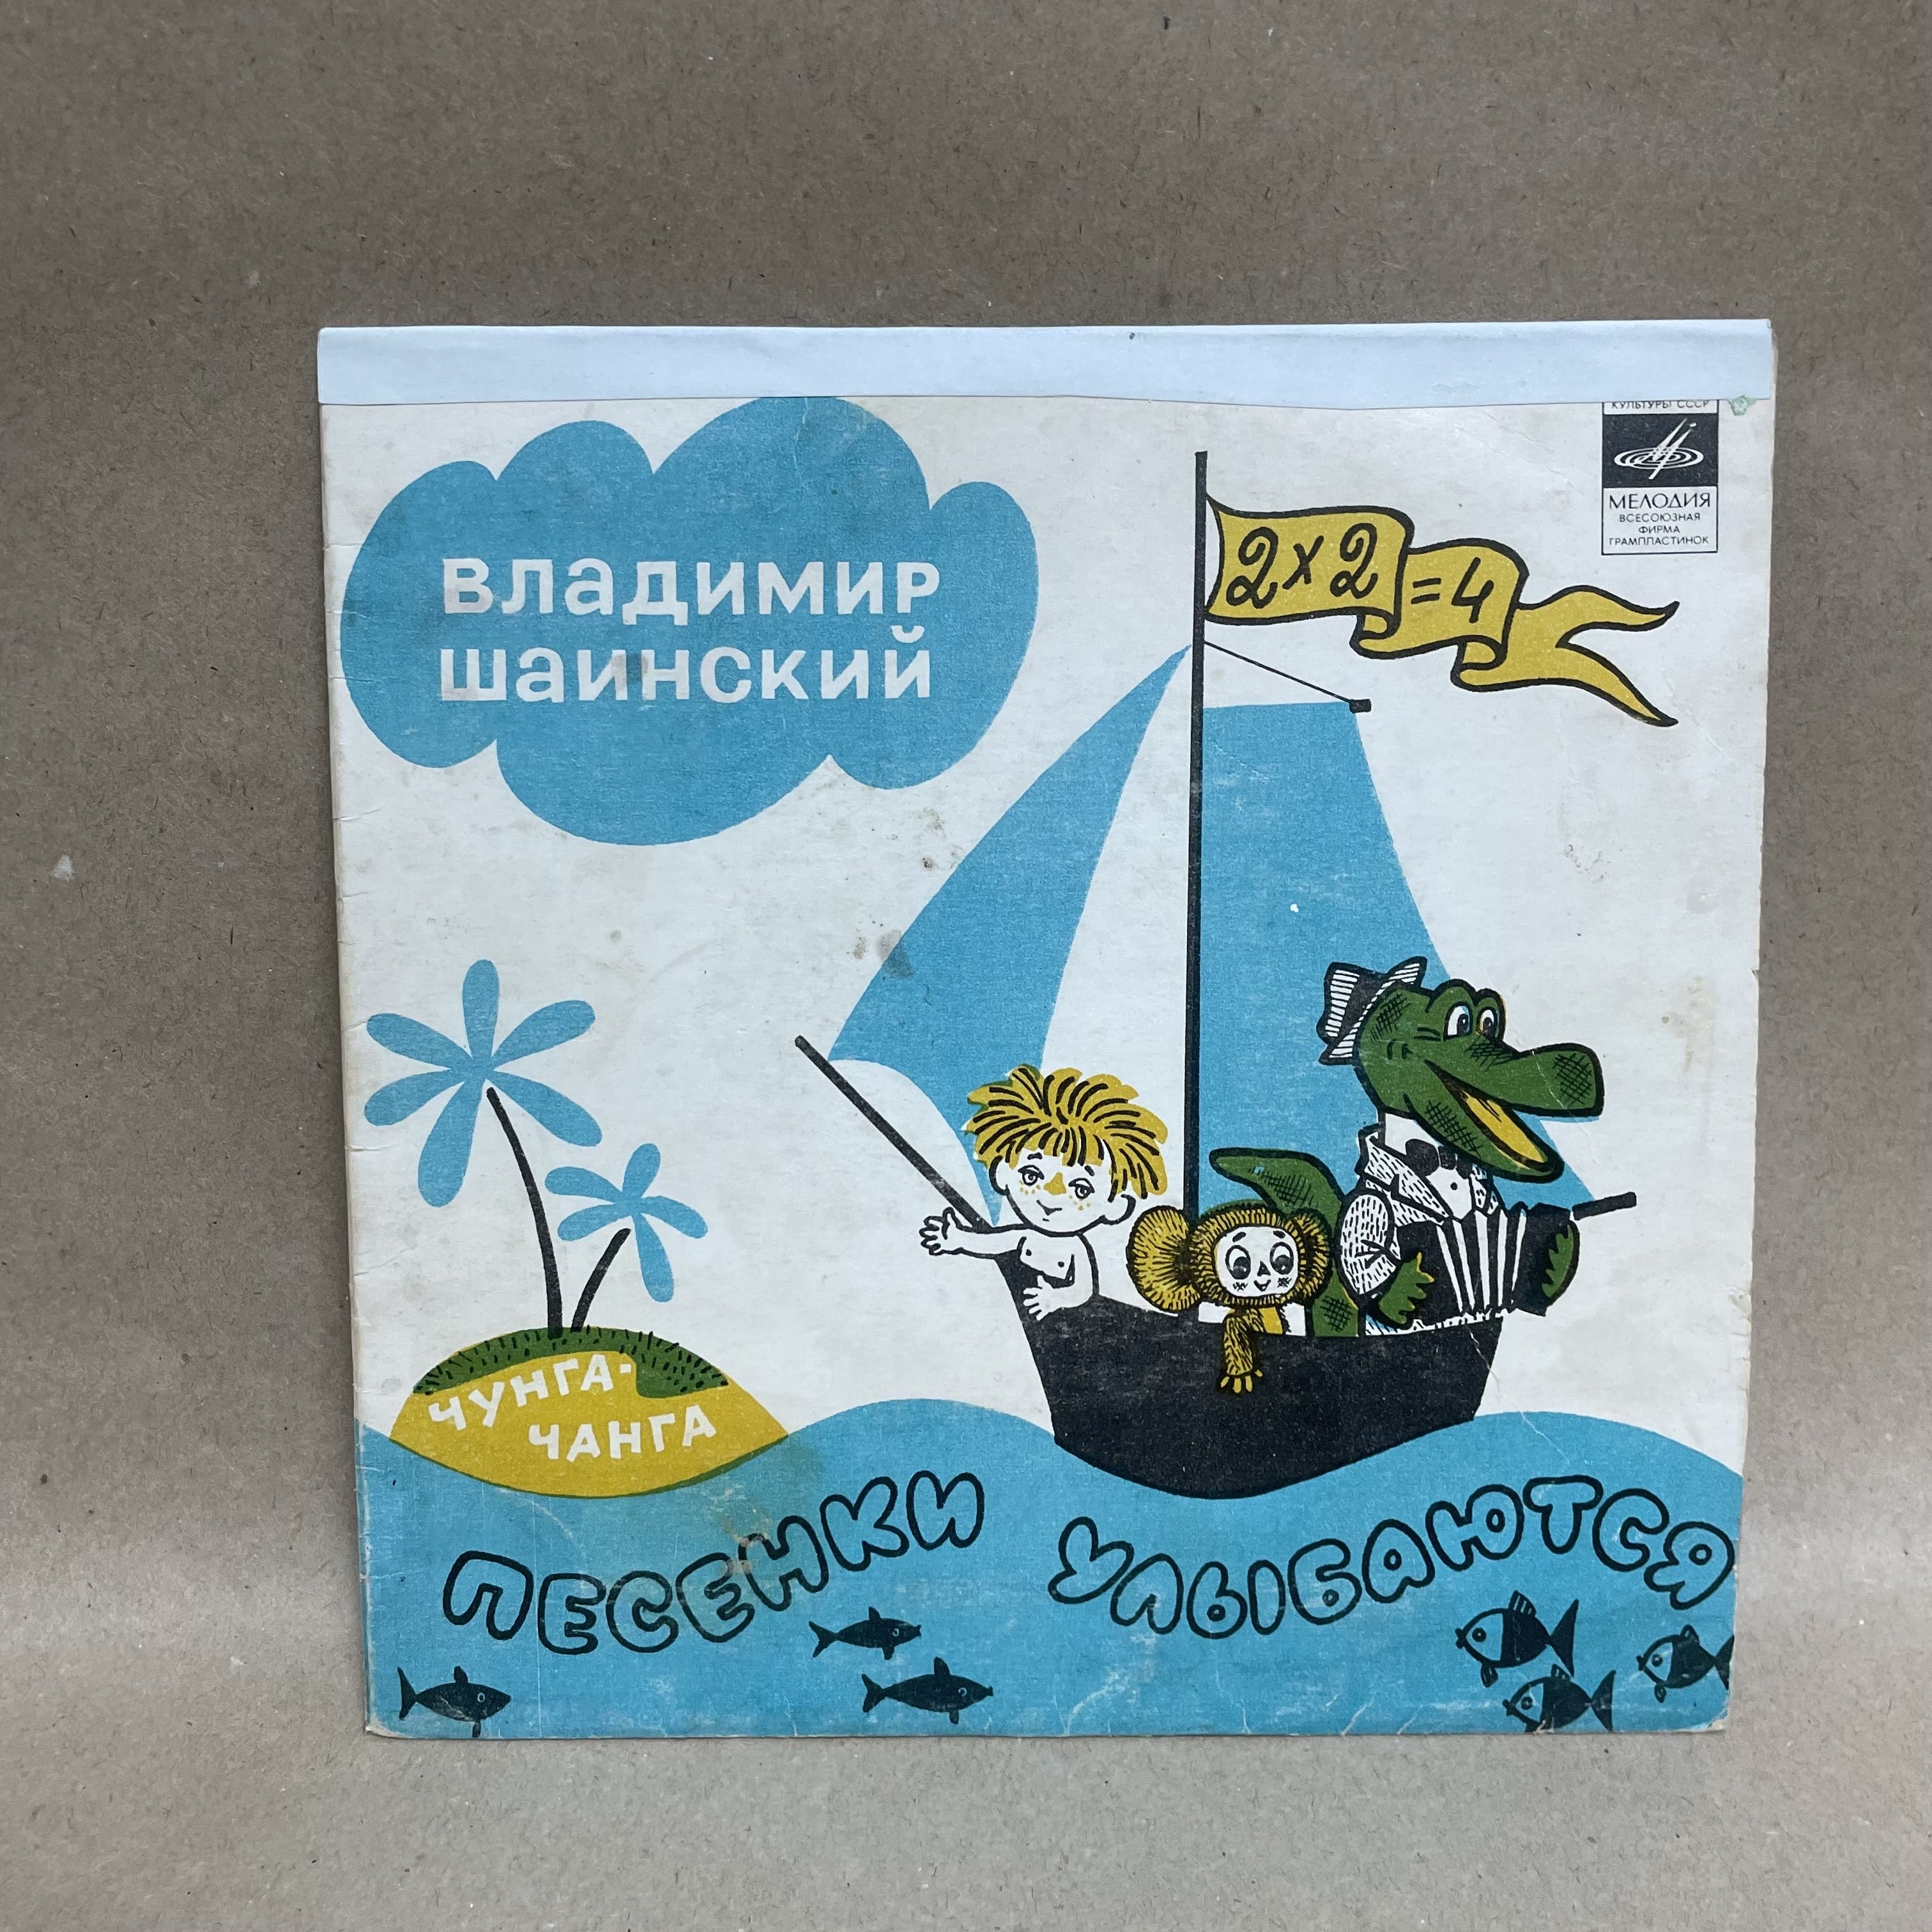 КУЛЬТУРЫ СССР
МЕЛОДИЯ
ВСЕСОЮЗНАЯ
ФИРМА
ГРАМПЛАСТИНОК
ВЛАДИМИР
ШАИНСКИЙ
2x2=4
ЧУНГА-
ЧАНГА
ПЕСЕНКИ УЛЫБАЮТСЯ